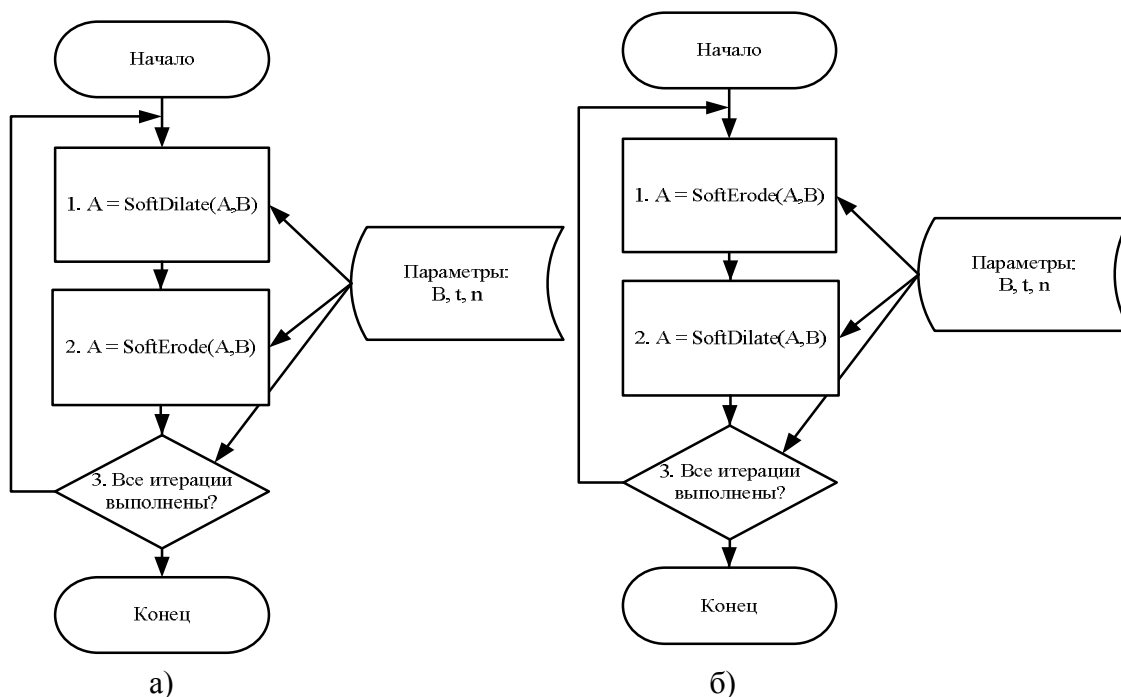 Начало
1. A = SoftDilate(A,B)
2. A = SoftErode(A,B)
3. Все итерации
выполнены?
Конец
Параметры:
B, t, n
а)
Начало
1. A = SoftErode(A,B)
2. A = SoftDilate(A,B)
3. Все итерации
выполнены?
Конец
Параметры:
B, t, n
б)